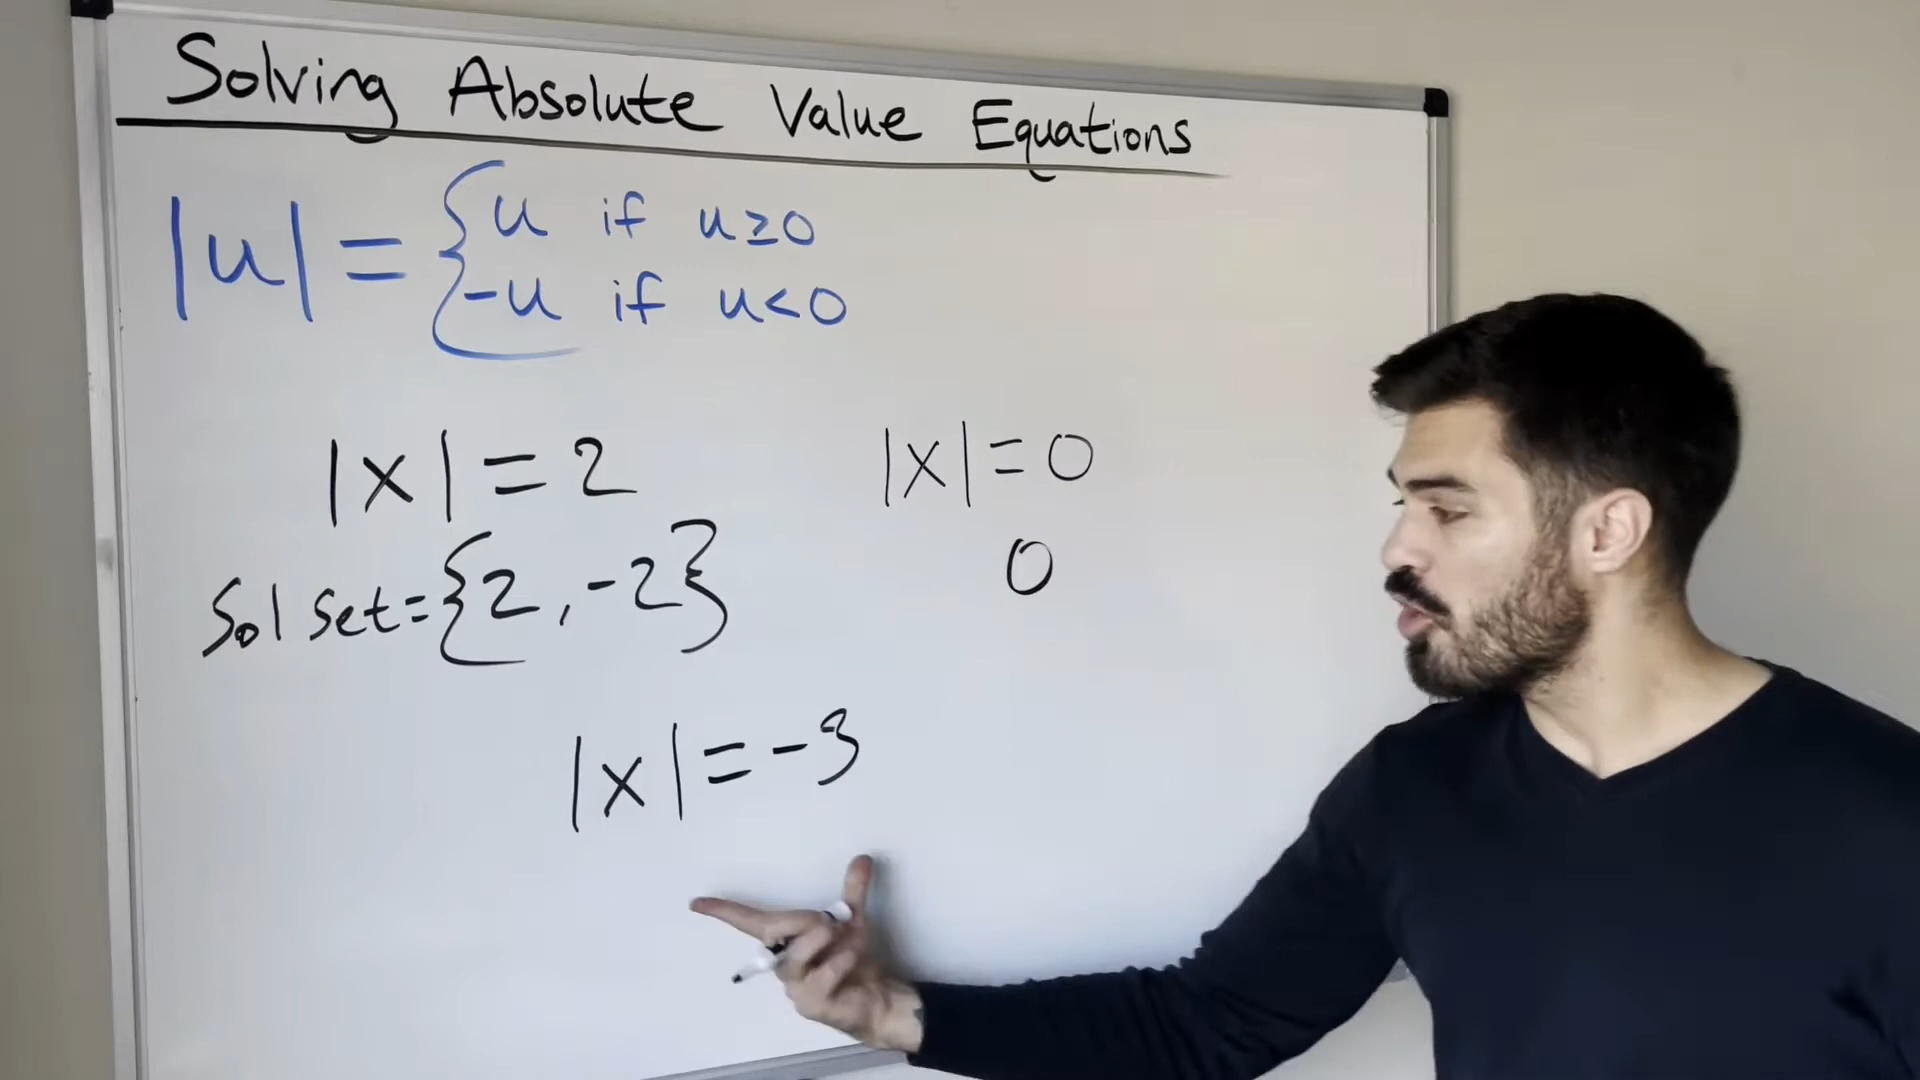 Solving Absolute Value Equations
|u| = { u if u≥0
-u if u<0
|x| = 2
Sol set = {2, -2}
|x| = 0
0
|x| = -3